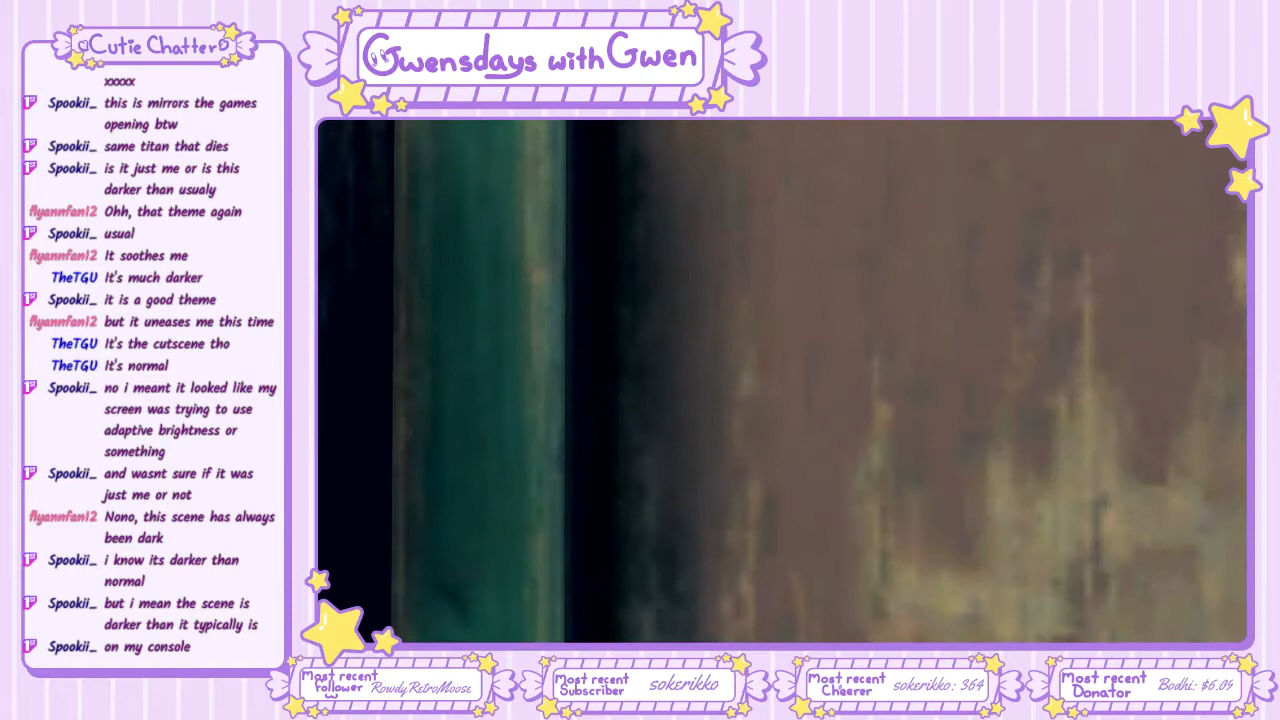 Cutie Chatter
Gwensdays with Gwen
xxxxx
Spookii_ this is mirrors the games
opening btw
Spookii_ same titan that dies
Spookii_ is it just me or is this
darker than usualy
flyannfan12 Ohh, that theme again
Spookii_ usual
flyannfan12 It soothes me
TheTGU It's much darker
Spookii_ it is a good theme
flyannfan12 but it uneases me this time
TheTGU It's the cutscene tho
TheTGU It's normal
Spookii_ no i meant it looked like my
screen was trying to use
adaptive brightness or
something
Spookii_ and wasnt sure if it was
just me or not
flyannfan12 Nono, this scene has always
been dark
Spookii_ i know its darker than
normal
Spookii_ but i mean the scene is
darker than it typically is
Spookii_ on my console
Most recent
follower RowdyRetroMoose
Most recent
Subscriber sokerikko
Most recent
Cheerer sokerikko: 364
Most recent
Donator Bodhi: $6.09